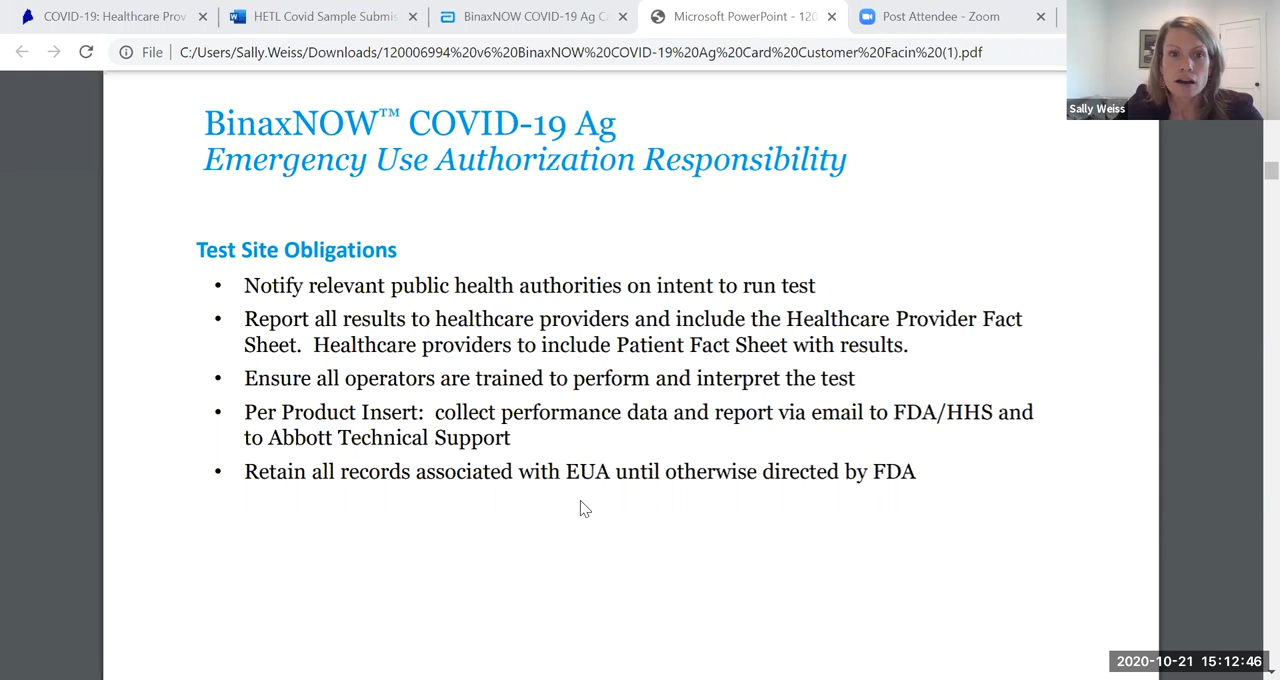 COVID-19: Healthcare Prov
HETL Covid Sample Submis
BinaxNOW COVID-19 Ag C
Microsoft PowerPoint - 120
Post Attendee - Zoom
File
C:/Users/Sally.Weiss/Downloads/120006994%20v6%20BinaxNOW%20COVID-19%20Ag%20Card%20Customer%20Facin%20(1).pdf
Sally Weiss
BinaxNOW™ COVID-19 Ag
Emergency Use Authorization Responsibility
Test Site Obligations
• Notify relevant public health authorities on intent to run test
• Report all results to healthcare providers and include the Healthcare Provider Fact
Sheet. Healthcare providers to include Patient Fact Sheet with results.
• Ensure all operators are trained to perform and interpret the test
• Per Product Insert: collect performance data and report via email to FDA/HHS and
to Abbott Technical Support
• Retain all records associated with EUA until otherwise directed by FDA
2020-10-21 15:12:46